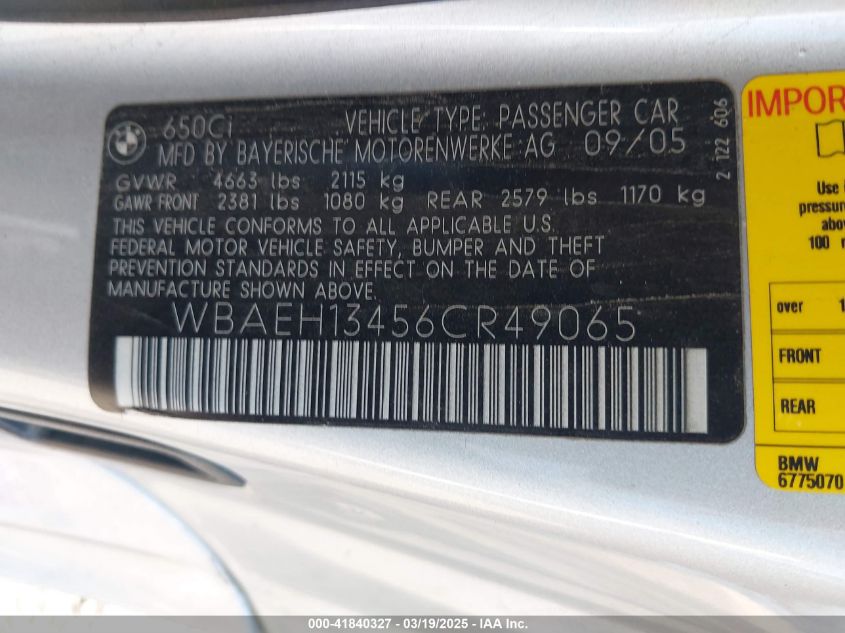 BMW 650Ci VEHICLE TYPE: PASSENGER CAR
MFD BY BAYERISCHE MOTORENWERKE AG 09/05
GVWR 4663 lbs 2115 kg
GAWR FRONT 2381 lbs 1080 kg REAR 2579 lbs 1170 kg
THIS VEHICLE CONFORMS TO ALL APPLICABLE U.S.
FEDERAL MOTOR VEHICLE SAFETY, BUMPER AND THEFT
PREVENTION STANDARDS IN EFFECT ON THE DATE OF
MANUFACTURE SHOWN ABOVE.
WBAEH13456CR49065
2 122 606
IMPOR
Use
pressu
abov
100
over 1
FRONT
REAR
BMW
6775070
000-41840327 - 03/19/2025 - IAA Inc.